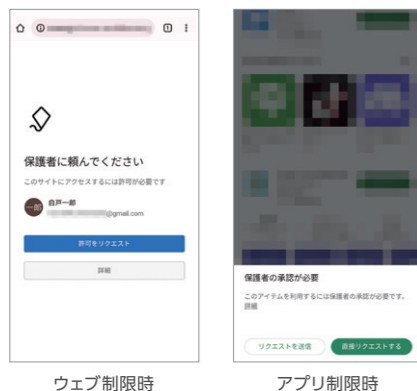 1
保護者に頼んでください
このサイトにアクセスするには許可が必要です
一郎
白戸一郎
@gmail.com
許可をリクエスト
詳細
ウェブ制限時
保護者の承認が必要
このアイテムを利用するには保護者の承認が必要です。
詳細
リクエストを送信
直接リクエストする
アプリ制限時